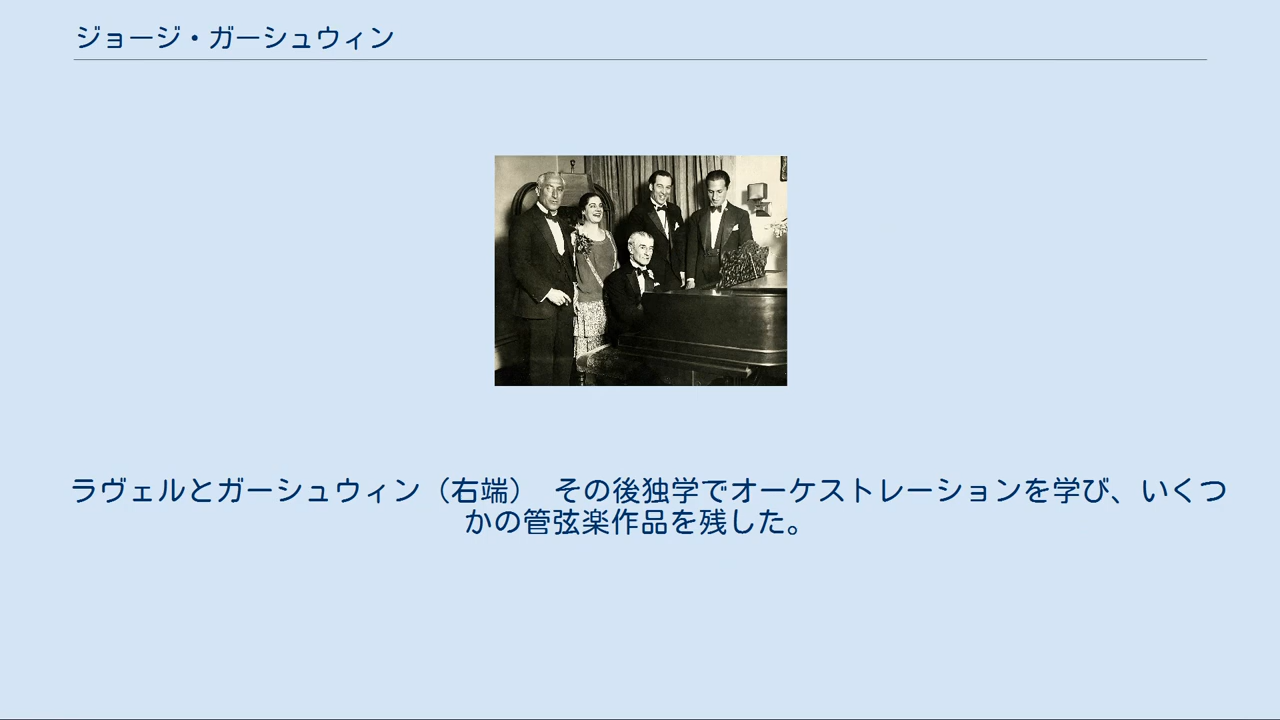 ジョージ・ガーシュウィン
ラヴェルとガーシュウィン（右端）　その後独学でオーケストレーションを学び、いくつ
かの管弦楽作品を残した。